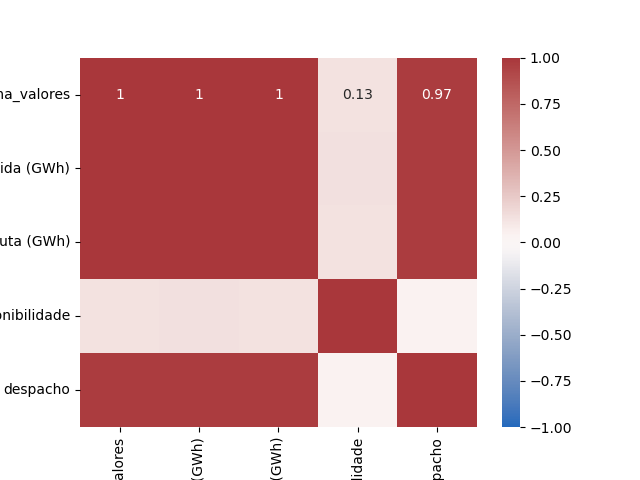 na_valores
1 1 1 0.13 0.97
ida (GWh)
uta (GWh)
onibilidade
despacho
alores
(GWh)
(GWh)
lidade
pacho
1.00
0.75
0.50
0.25
0.00
−0.25
−0.50
−0.75
−1.00